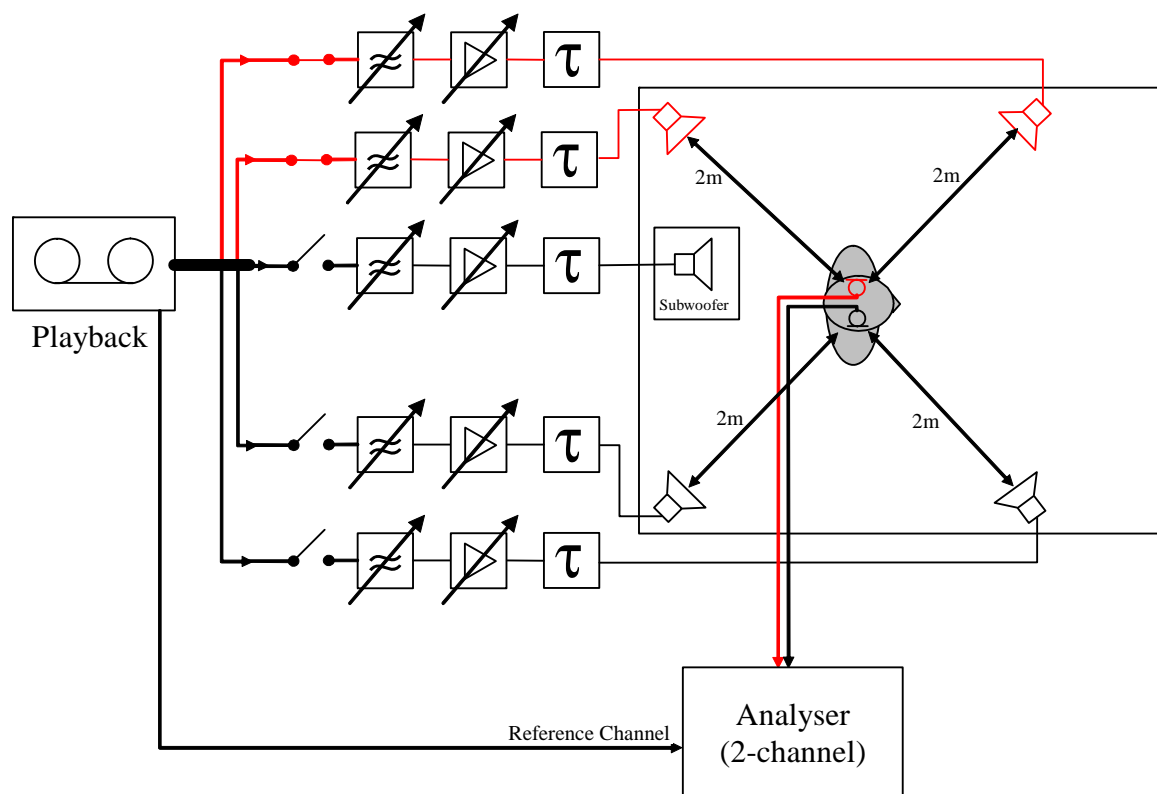 τ
τ
2m
2m
τ
Subwoofer
Playback
τ
2m
2m
τ
Reference Channel
Analyser
(2-channel)